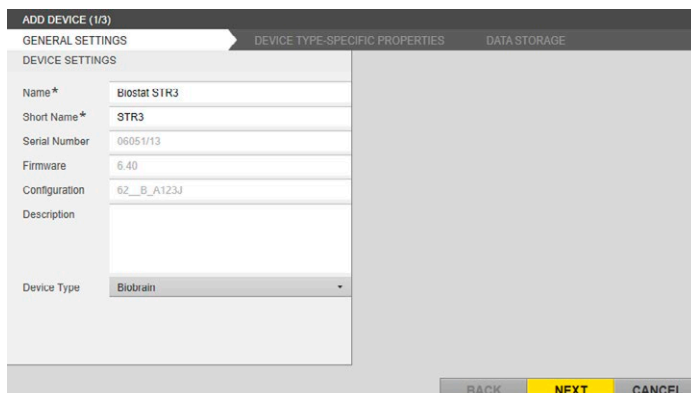 ADD DEVICE (1/3)
GENERAL SETTINGS DEVICE TYPE-SPECIFIC PROPERTIES DATA STORAGE
DEVICE SETTINGS
Name* Biostat STR3
Short Name* STR3
Serial Number 06051/13
Firmware 6.40
Configuration 62__B_A123J
Description
Device Type Biobrain
BACK NEXT CANCEL